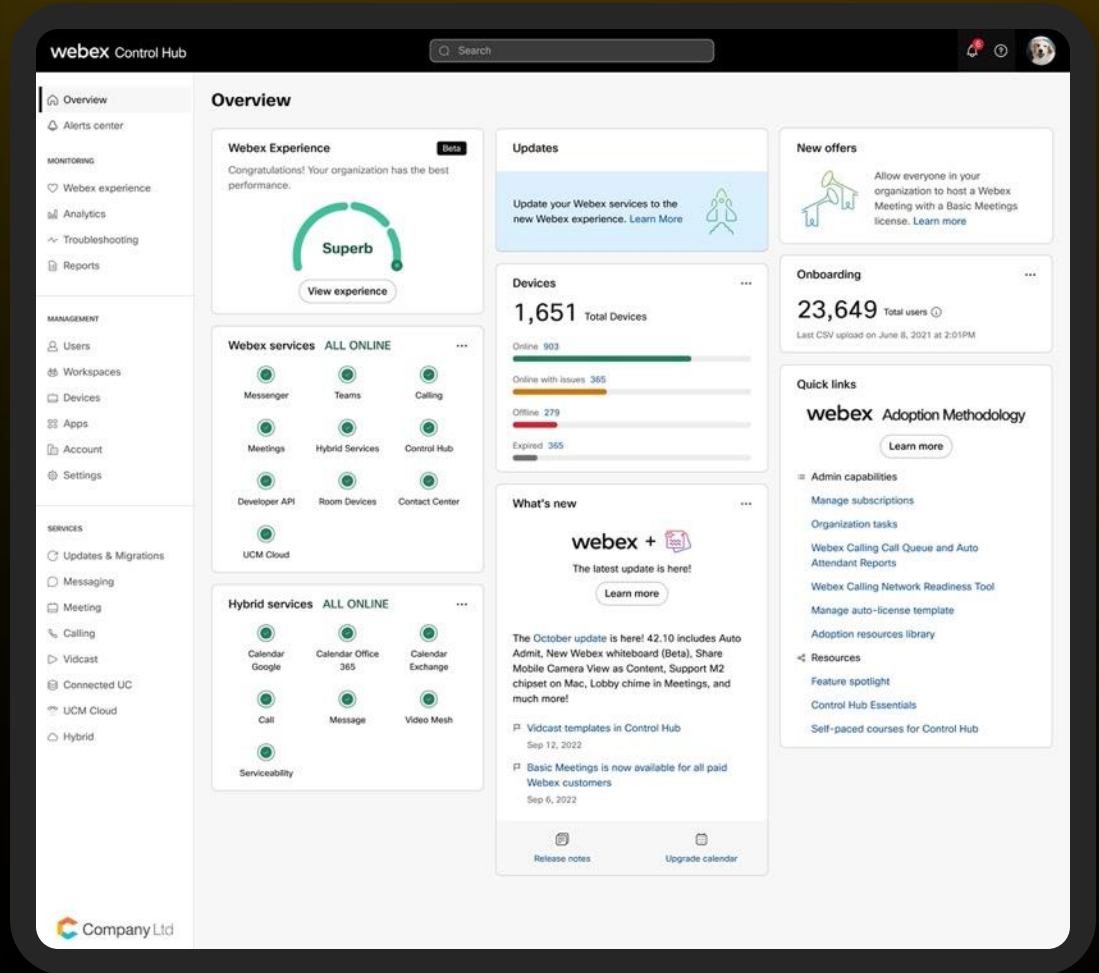 webex Control Hub
Search
6
Overview
Alerts center
MONITORING
Webex experience
Analytics
Troubleshooting
Reports
MANAGEMENT
Users
Workspaces
Devices
Apps
Account
Settings
SERVICES
Updates & Migrations
Messaging
Meeting
Calling
Vidcast
Connected UC
UCM Cloud
Hybrid
Company Ltd
Overview
Webex Experience
Beta
Congratulations! Your organization has the best
performance.
Superb
View experience
Webex services ALL ONLINE
Messenger Teams Calling
Meetings Hybrid Services Control Hub
Developer API Room Devices Contact Center
UCM Cloud
Hybrid services ALL ONLINE
Calendar Calendar Office Calendar
Google 365 Exchange
Call Message Video Mesh
Serviceability
Updates
Update your Webex services to the
new Webex experience. Learn More
Devices
1,651 Total Devices
Online 903
Online with issues 365
Offline 279
Expired 365
What's new
webex +
The latest update is here!
Learn more
The October update is here! 42.10 includes Auto
Admit, New Webex whiteboard (Beta), Share
Mobile Camera View as Content, Support M2
chipset on Mac, Lobby chime in Meetings, and
much more!
Vidcast templates in Control Hub
Sep 12, 2022
Basic Meetings is now available for all paid
Webex customers
Sep 6, 2022
Release notes Upgrade calendar
New offers
Allow everyone in your
organization to host a Webex
Meeting with a Basic Meetings
license. Learn more
Onboarding
23,649 Total users
Last CSV upload on June 8, 2021 at 2:01PM
Quick links
webex Adoption Methodology
Learn more
Admin capabilities
Manage subscriptions
Organization tasks
Webex Calling Call Queue and Auto
Attendant Reports
Webex Calling Network Readiness Tool
Manage auto-license template
Adoption resources library
Resources
Feature spotlight
Control Hub Essentials
Self-paced courses for Control Hub